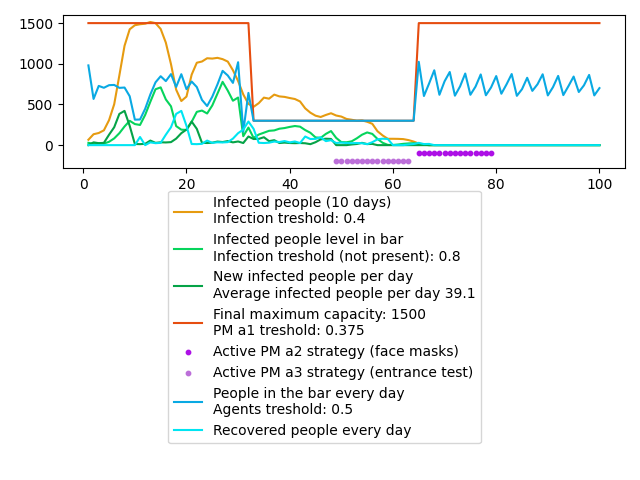 1500
1000
500
0
0 20 40 60 80 100
Infected people (10 days)
Infection treshold: 0.4
Infected people level in bar
Infection treshold (not present): 0.8
New infected people per day
Average infected people per day 39.1
Final maximum capacity: 1500
PM a1 treshold: 0.375
Active PM a2 strategy (face masks)
Active PM a3 strategy (entrance test)
People in the bar every day
Agents treshold: 0.5
Recovered people every day